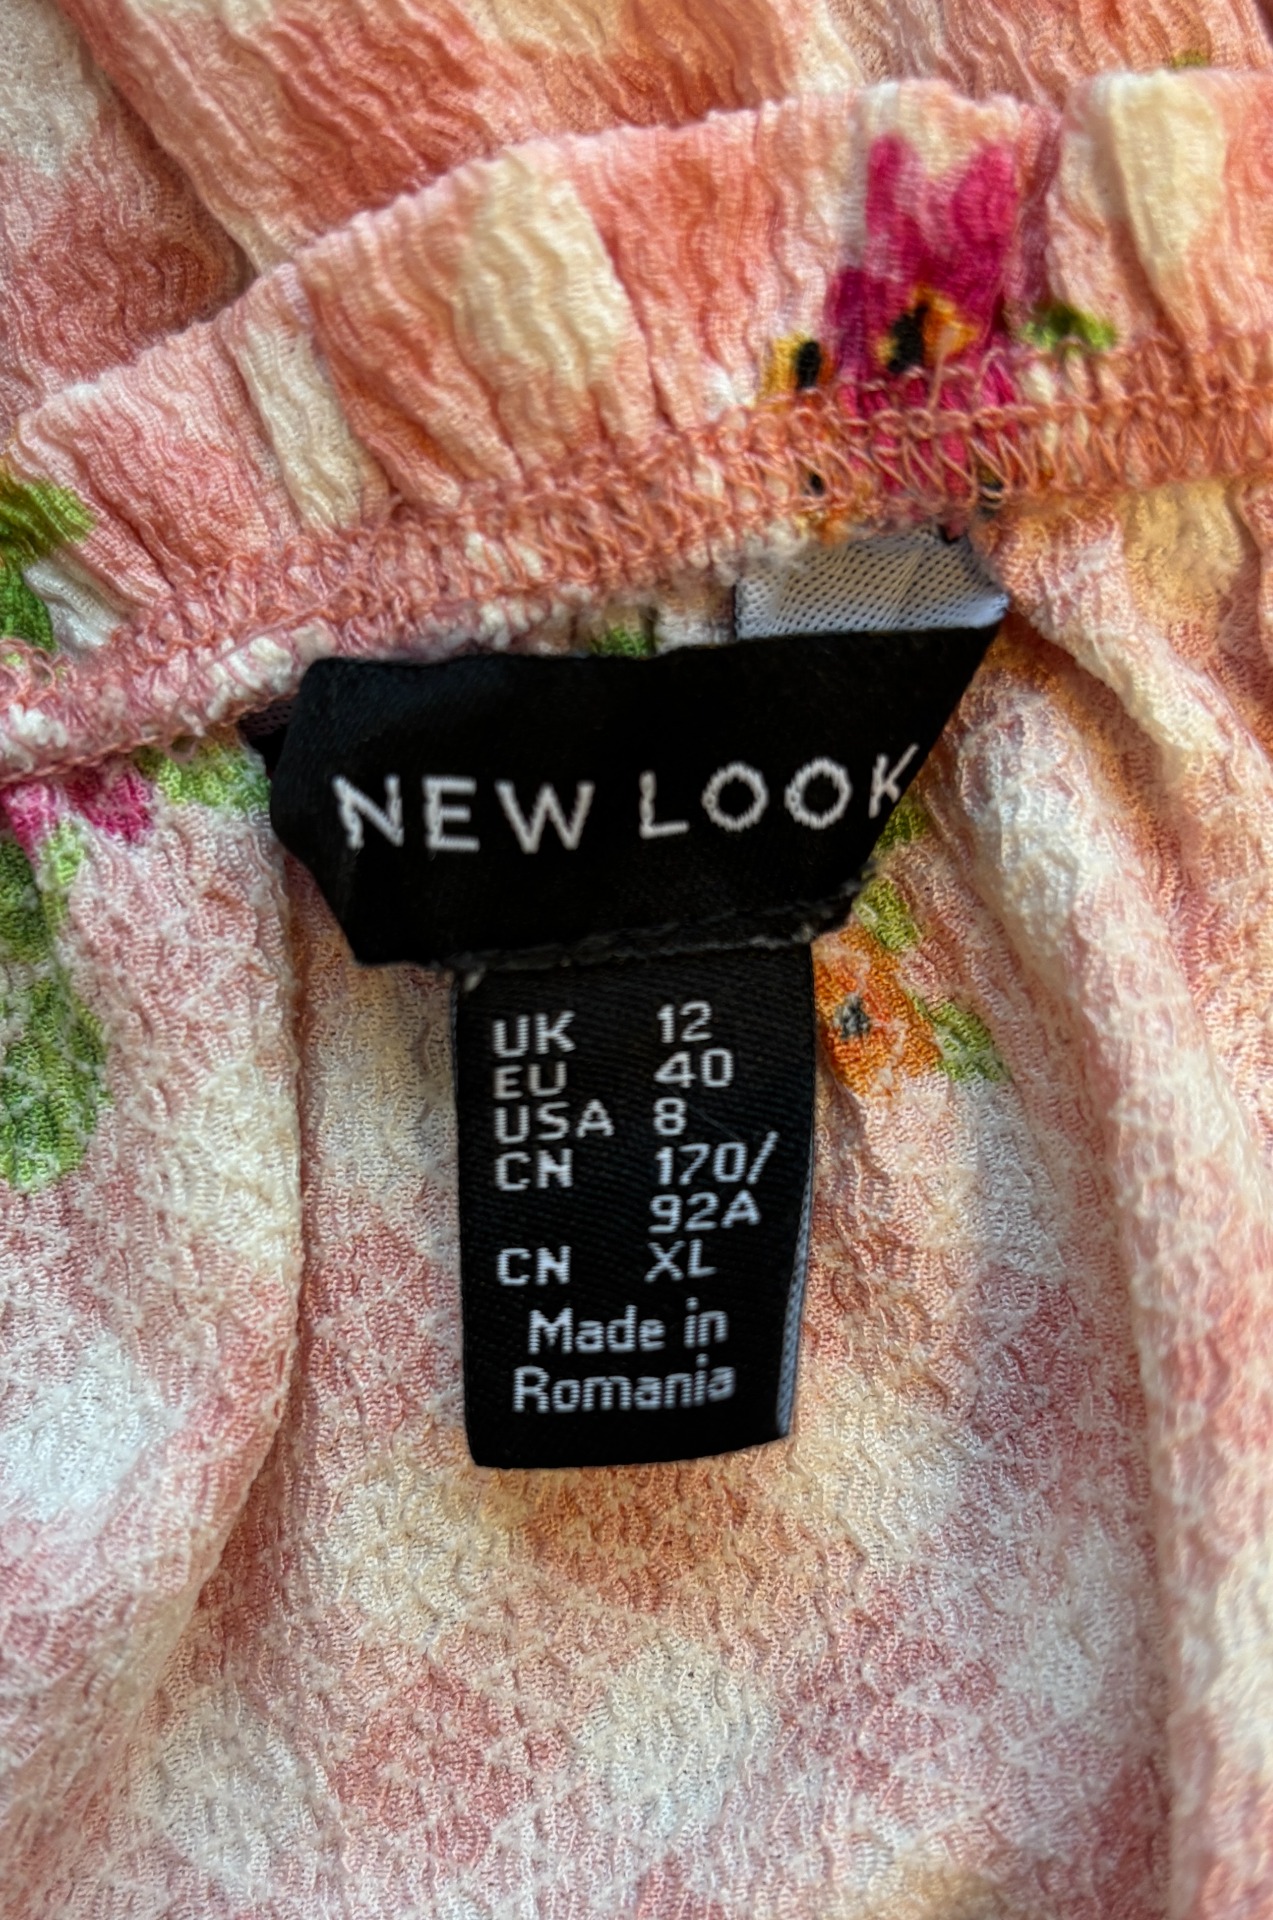 NEW LOOK
UK 12
EU 40
USA 8
CN 170/
92A
CN XL
Made in
Romania